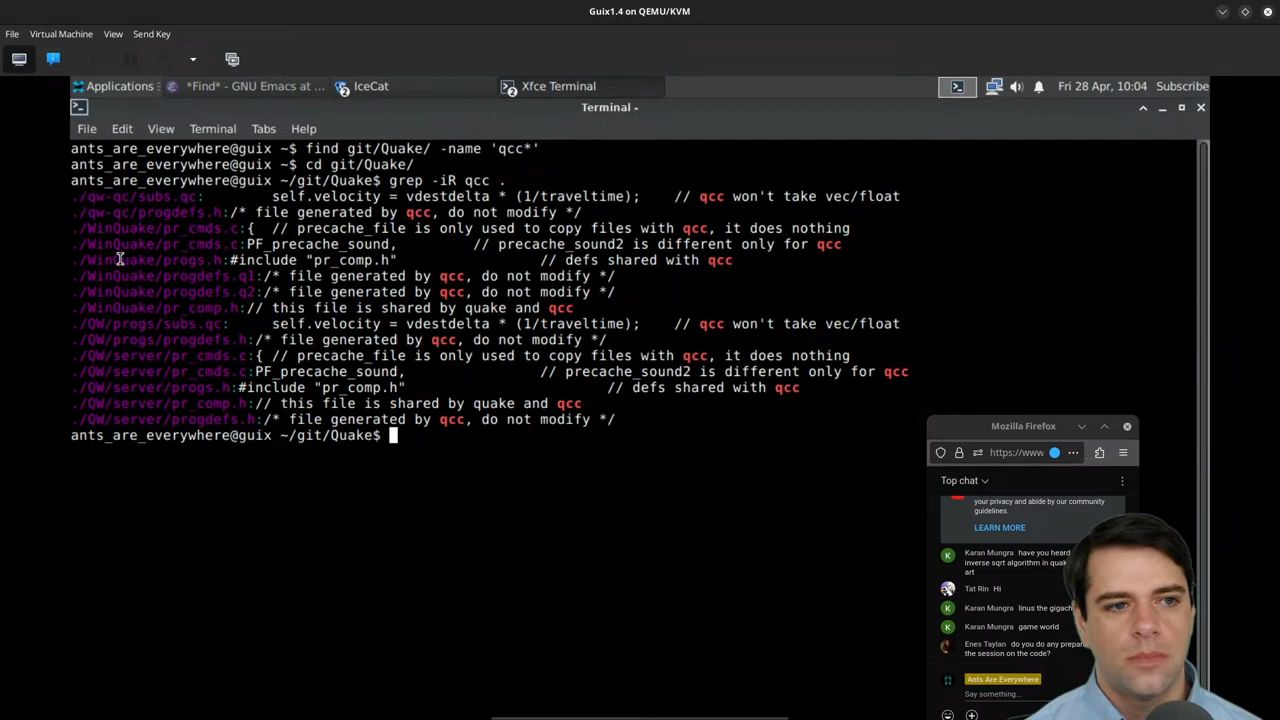 Guix1.4 on QEMU/KVM
File Virtual Machine View Send Key
Applications *Find* - GNU Emacs at ... IceCat Xfce Terminal Fri 28 Apr, 10:04 Subscribe
Terminal -
File Edit View Terminal Tabs Help
ants_are_everywhere@guix ~$ find git/Quake/ -name 'qcc*'
ants_are_everywhere@guix ~$ cd git/Quake/
ants_are_everywhere@guix ~/git/Quake$ grep -iR qcc .
./qw-qc/subs.qc: self.velocity = vdestdelta * (1/traveltime); // qcc won't take vec/float
./qw-qc/progdefs.h:/* file generated by qcc, do not modify */
./WinQuake/pr_cmds.c:{ // precache_file is only used to copy files with qcc, it does nothing
./WinQuake/pr_cmds.c:PF_precache_sound, // precache_sound2 is different only for qcc
./WinQuake/progs.h:#include "pr_comp.h" // defs shared with qcc
./WinQuake/progdefs.q1:/* file generated by qcc, do not modify */
./WinQuake/progdefs.q2:/* file generated by qcc, do not modify */
./WinQuake/pr_comp.h:// this file is shared by quake and qcc
./QW/progs/subs.qc: self.velocity = vdestdelta * (1/traveltime); // qcc won't take vec/float
./QW/progs/progdefs.h:/* file generated by qcc, do not modify */
./QW/server/pr_cmds.c:{ // precache_file is only used to copy files with qcc, it does nothing
./QW/server/pr_cmds.c:PF_precache_sound, // precache_sound2 is different only for qcc
./QW/server/progs.h:#include "pr_comp.h" // defs shared with qcc
./QW/server/pr_comp.h:// this file is shared by quake and qcc
./QW/server/progdefs.h:/* file generated by qcc, do not modify */
ants_are_everywhere@guix ~/git/Quake$
Mozilla Firefox
https://www
Top chat
your privacy and abide by our community
guidelines.
LEARN MORE
Karan Mungra have you heard
inverse sqrt algorithm in quak
art
Tat Rin Hi
Karan Mungra linus the gigach
Karan Mungra game world
Enes Taylan do you do any prepar
the session on the code?
Ants Are Everywhere
Say something...